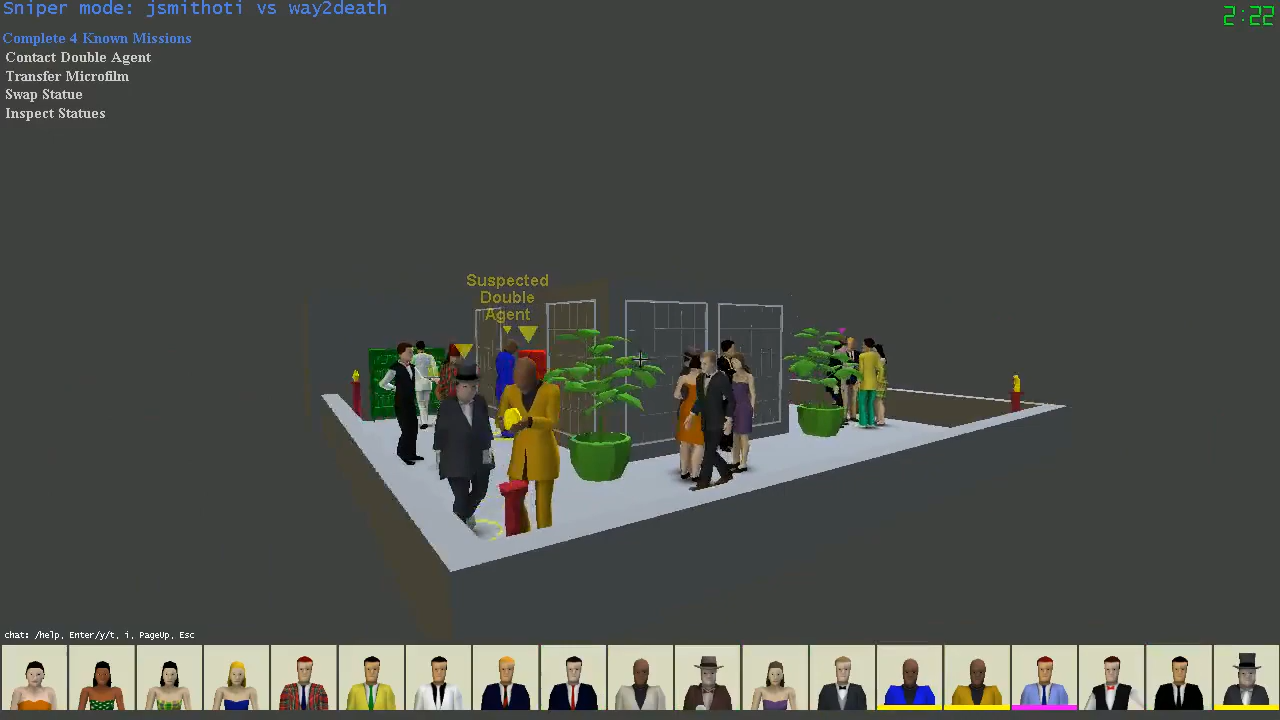 Sniper mode: jsmithoti vs way2death
2:22
Complete 4 Known Missions
Contact Double Agent
Transfer Microfilm
Swap Statue
Inspect Statues
Suspected
Double
Agent
chat: /help, Enter/y/t, i, PageUp, Esc